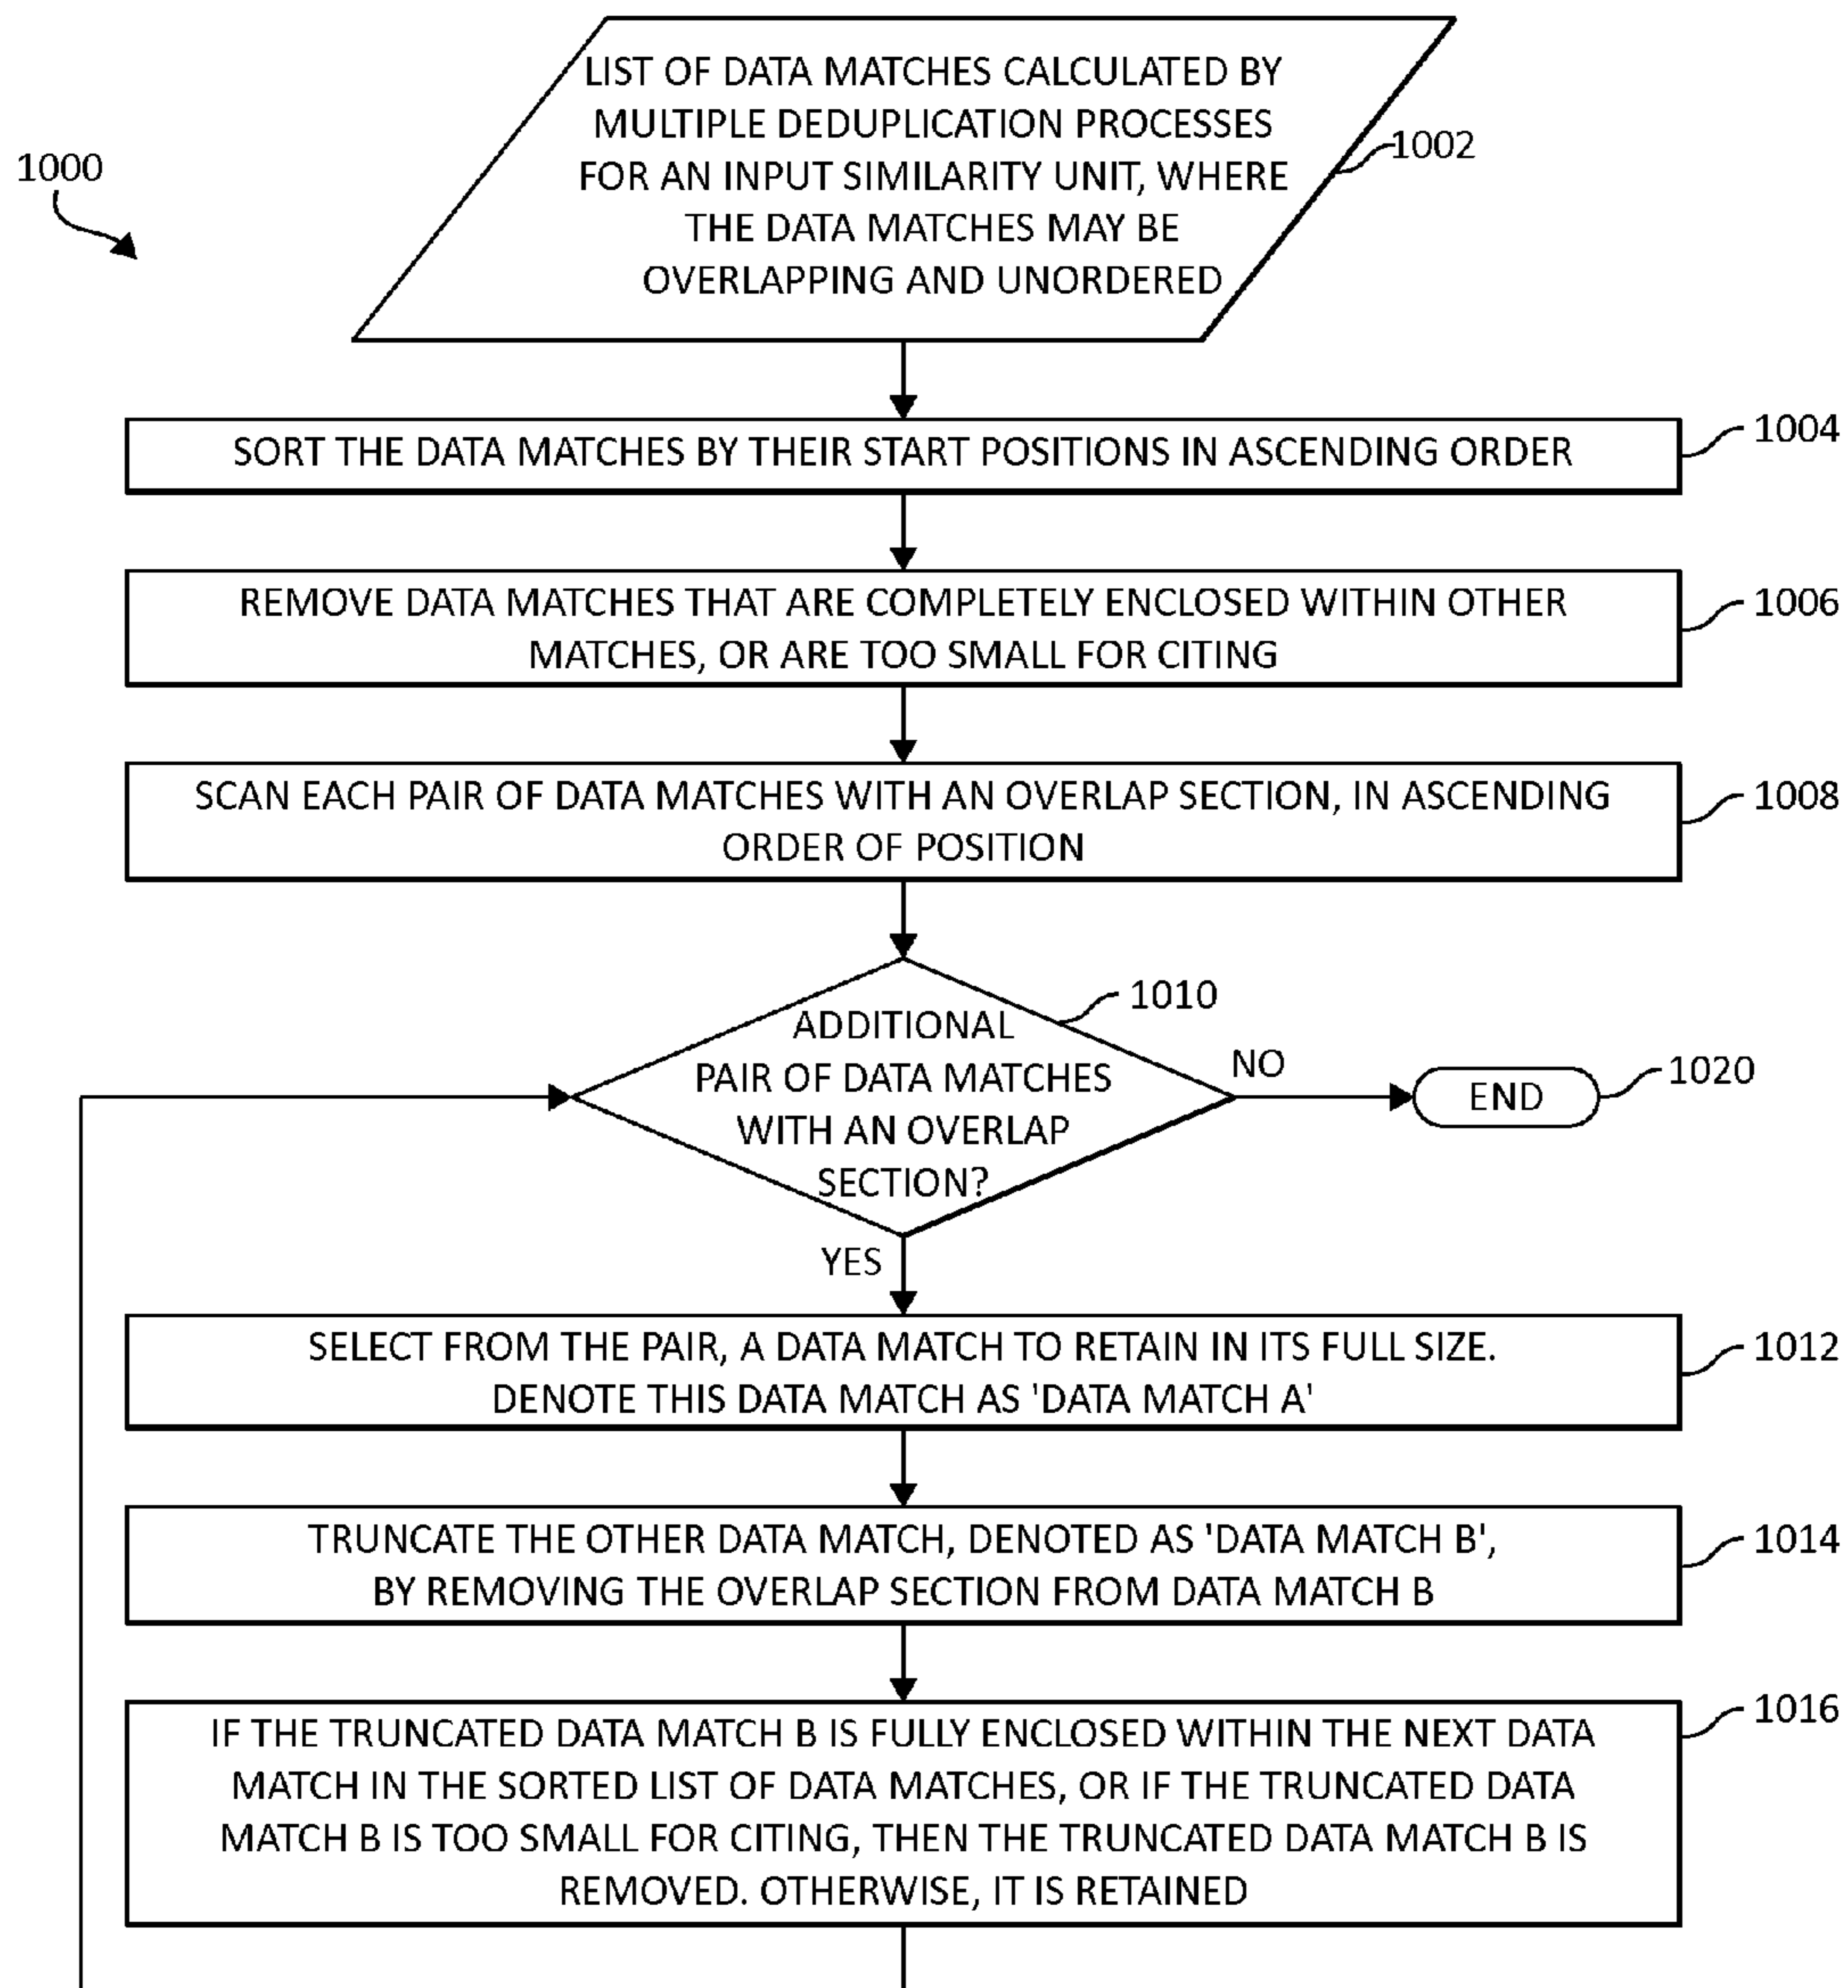 LIST OF DATA MATCHES CALCULATED BY
MULTIPLE DEDUPLICATION PROCESSES
FOR AN INPUT SIMILARITY UNIT, WHERE
THE DATA MATCHES MAY BE
OVERLAPPING AND UNORDERED
1002
1000
SORT THE DATA MATCHES BY THEIR START POSITIONS IN ASCENDING ORDER
1004
REMOVE DATA MATCHES THAT ARE COMPLETELY ENCLOSED WITHIN OTHER
MATCHES, OR ARE TOO SMALL FOR CITING
1006
SCAN EACH PAIR OF DATA MATCHES WITH AN OVERLAP SECTION, IN ASCENDING
ORDER OF POSITION
1008
ADDITIONAL
PAIR OF DATA MATCHES
WITH AN OVERLAP
SECTION?
1010
NO
END
1020
YES
SELECT FROM THE PAIR, A DATA MATCH TO RETAIN IN ITS FULL SIZE.
DENOTE THIS DATA MATCH AS 'DATA MATCH A'
1012
TRUNCATE THE OTHER DATA MATCH, DENOTED AS 'DATA MATCH B',
BY REMOVING THE OVERLAP SECTION FROM DATA MATCH B
1014
IF THE TRUNCATED DATA MATCH B IS FULLY ENCLOSED WITHIN THE NEXT DATA
MATCH IN THE SORTED LIST OF DATA MATCHES, OR IF THE TRUNCATED DATA
MATCH B IS TOO SMALL FOR CITING, THEN THE TRUNCATED DATA MATCH B IS
REMOVED. OTHERWISE, IT IS RETAINED
1016